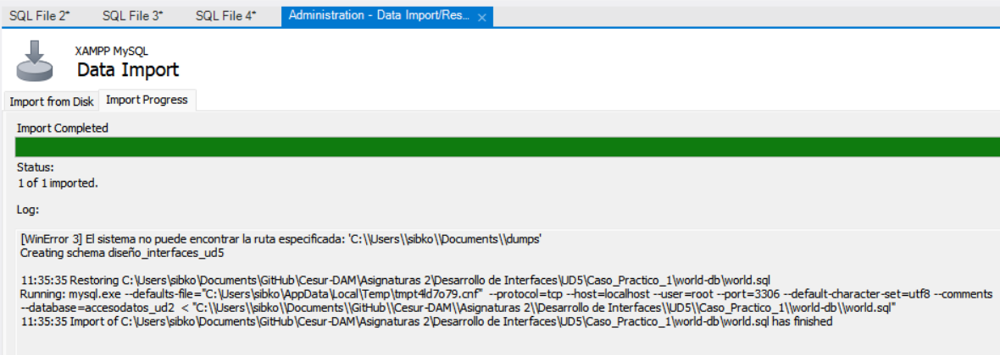 SQL File 2* SQL File 3* SQL File 4* Administration - Data Import/Res... ×
XAMPP MySQL
Data Import
Import from Disk Import Progress
Import Completed
Status:
1 of 1 imported.
Log:
[WinError 3] El sistema no puede encontrar la ruta especificada: 'C:\\Users\\sibko\\Documents\\dumps'
Creating schema diseño_interfaces_ud5
11:35:35 Restoring C:\Users\sibko\Documents\GitHub\Cesur-DAM\Asignaturas 2\Desarrollo de Interfaces\UD5\Caso_Practico_1\world-db\world.sql
Running: mysql.exe --defaults-file="C:\Users\sibko\AppData\Local\Temp\tmpt4ld7o79.cnf" --protocol=tcp --host=localhost --user=root --port=3306 --default-character-set=utf8 --comments
--database=accesodatos_ud2 < "C:\\Users\\sibko\\Documents\\GitHub\\Cesur-DAM\\Asignaturas 2\\Desarrollo de Interfaces\\UD5\\Caso_Practico_1\\world-db\\world.sql"
11:35:35 Import of C:\Users\sibko\Documents\GitHub\Cesur-DAM\Asignaturas 2\Desarrollo de Interfaces\UD5\Caso_Practico_1\world-db\world.sql has finished